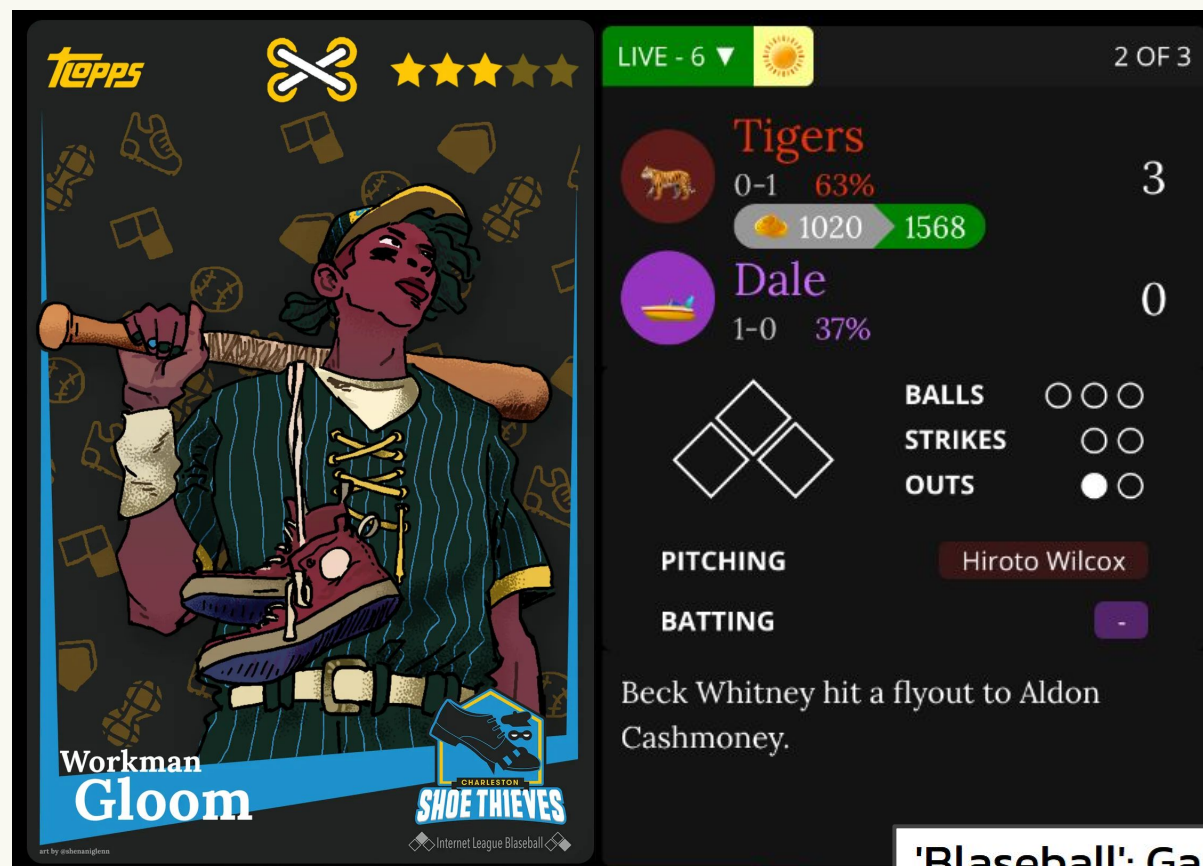 TLOPPS
Workman
Gloom
CHARLESTON
SHOE THIEVES
Internet League Blaseball
art by @shenaniglenn
LIVE - 6 ▼
2 OF 3
Tigers
0-1 63%
3
1020 1568
Dale
1-0 37%
0
BALLS
STRIKES
OUTS
PITCHING Hiroto Wilcox
BATTING -
Beck Whitney hit a flyout to Aldon
Cashmoney.
'Blaseball': Ga